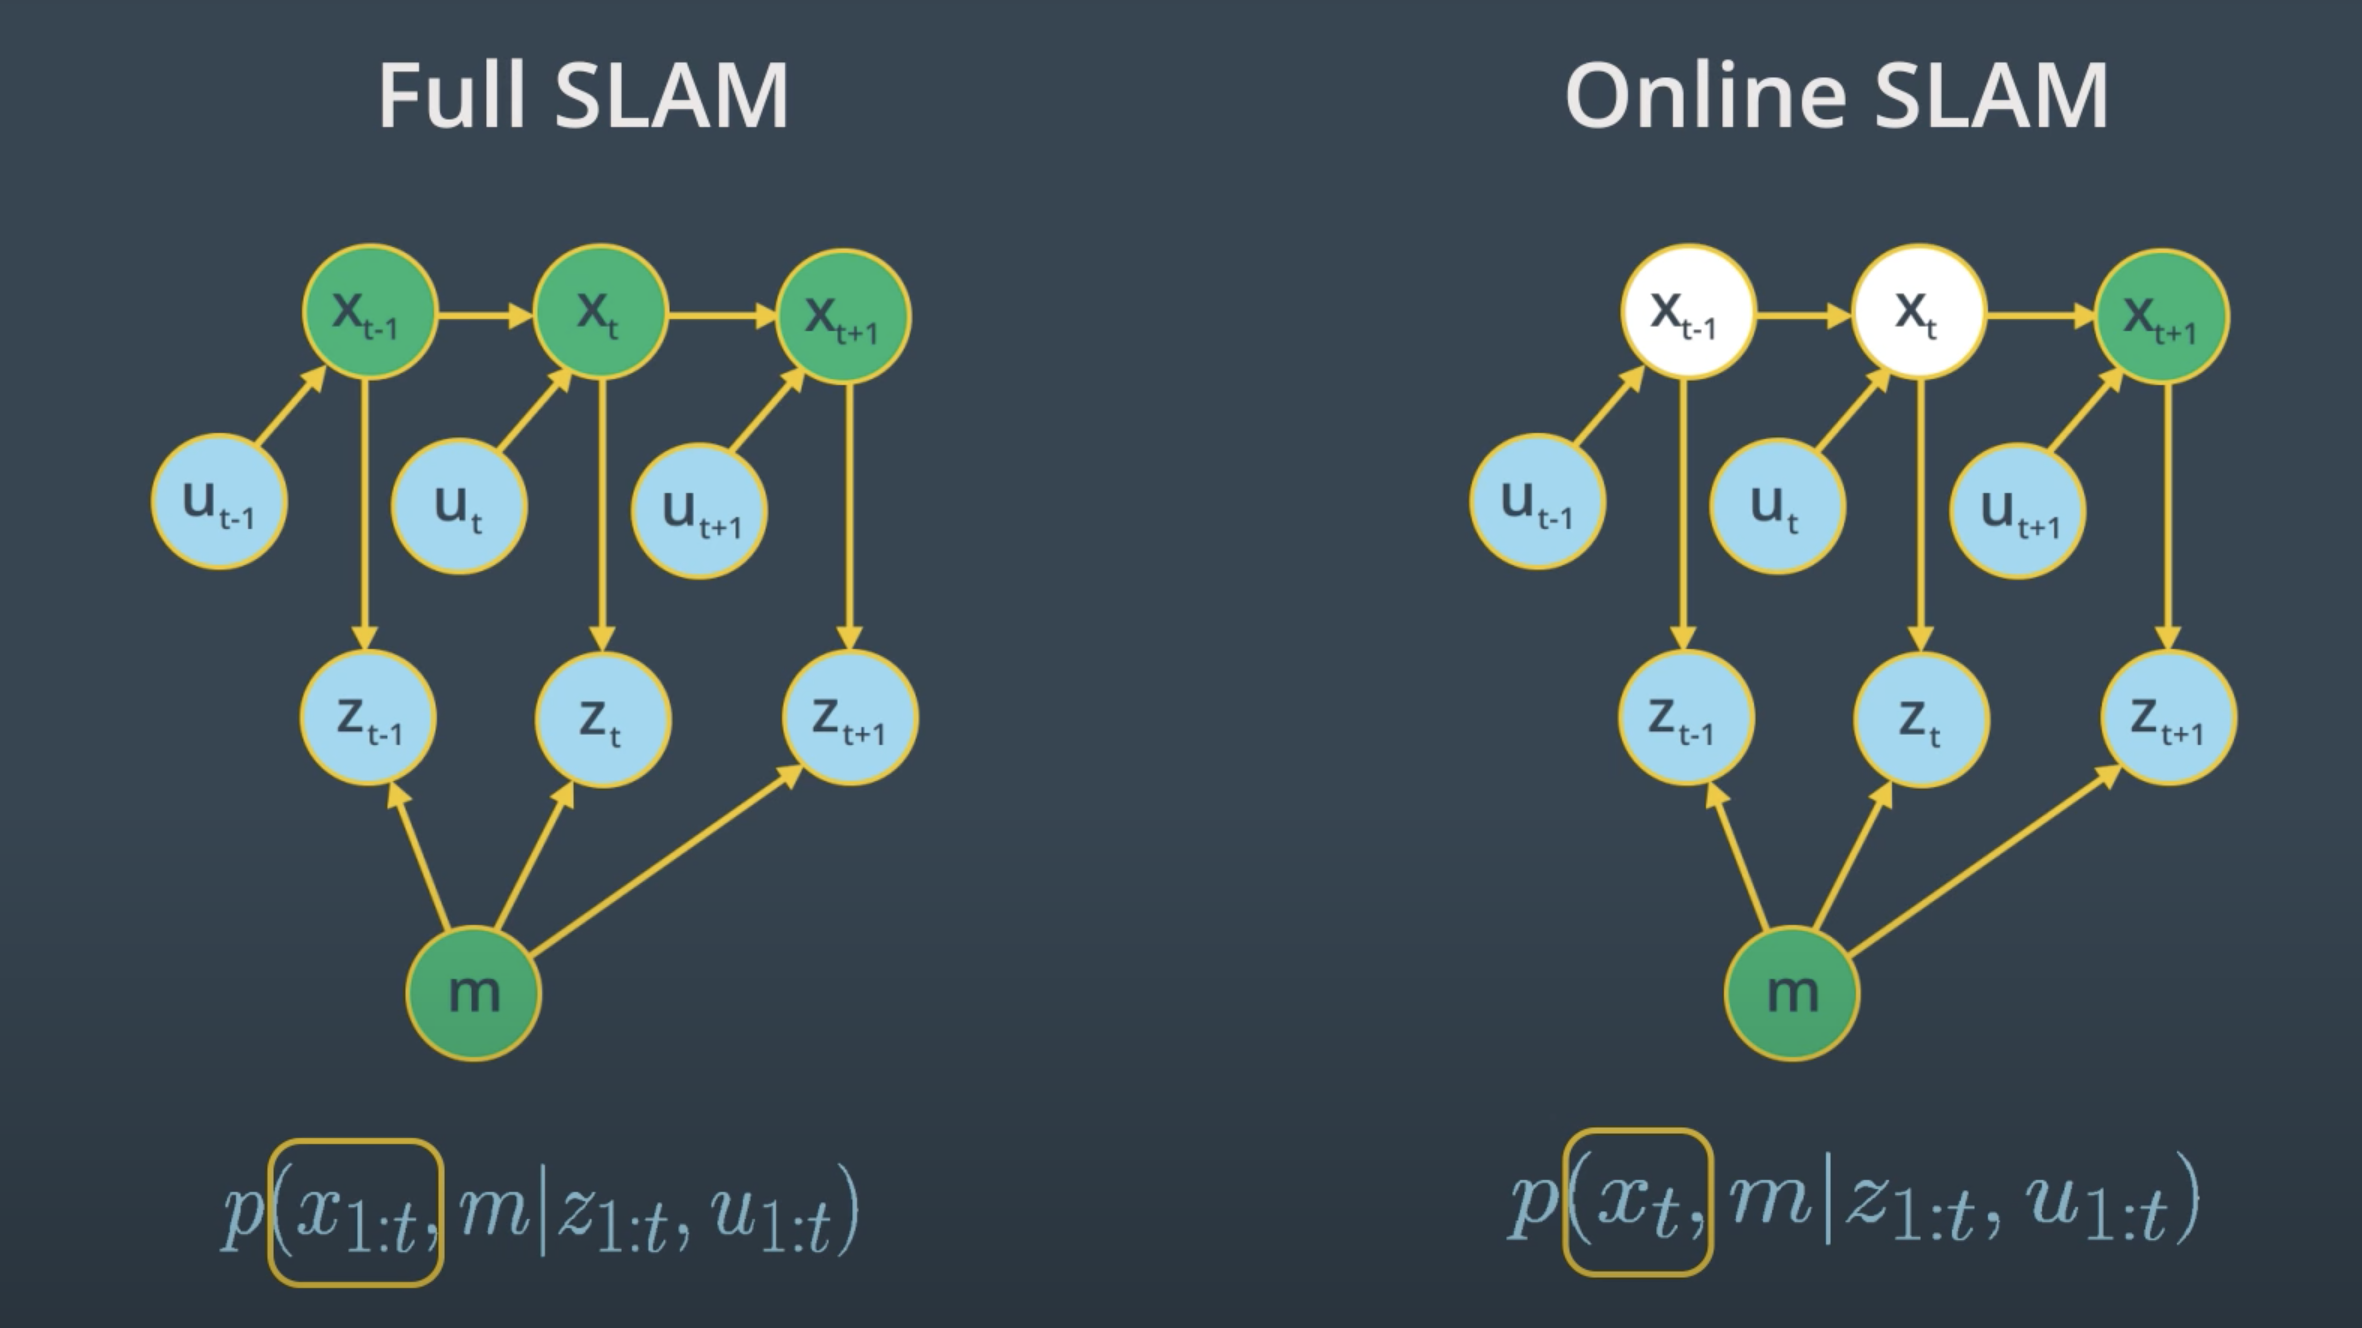 Full SLAM
x_{t-1} x_t x_{t+1}
u_{t-1} u_t u_{t+1}
z_{t-1} z_t z_{t+1}
m
p(x_{1:t}, m|z_{1:t}, u_{1:t})
Online SLAM
x_{t-1} x_t x_{t+1}
u_{t-1} u_t u_{t+1}
z_{t-1} z_t z_{t+1}
m
p(x_t, m|z_{1:t}, u_{1:t})